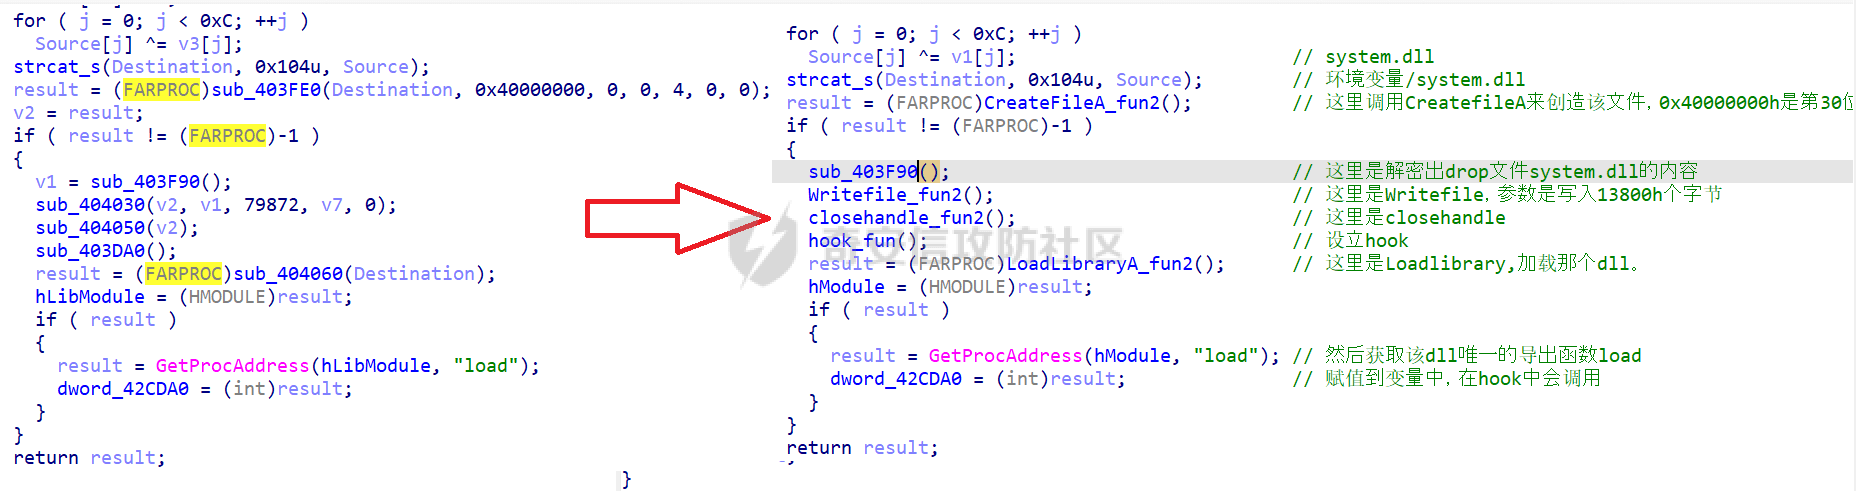 for ( j = 0; j < 0xC; ++j )
Source[j] ^= v3[j];
strcat_s(Destination, 0x104u, Source);
result = (FARPROC)sub_403FE0(Destination, 0x40000000, 0, 0, 4, 0, 0);
v2 = result;
if ( result != (FARPROC)-1 )
{
v1 = sub_403F90();
sub_404030(v2, v1, 79872, v7, 0);
sub_404050(v2);
sub_403DA0();
result = (FARPROC)sub_404060(Destination);
hLibModule = (HMODULE)result;
if ( result )
{
result = GetProcAddress(hLibModule, "load");
dword_42CDA0 = (int)result;
}
}
return result;
}
for ( j = 0; j < 0xC; ++j )
Source[j] ^= v1[j]; // system.dll
strcat_s(Destination, 0x104u, Source); // 环境变量/system.dll
result = (FARPROC)CreateFileA_fun2(); // 这里调用CreatefileA来创造该文件，0x40000000h是第30位
if ( result != (FARPROC)-1 )
{
sub_403F90(); // 这里是解密出drop文件system.dll的内容
Writefile_fun2(); // 这里是Writefile，参数是写入13800h个字节
closehandle_fun2(); // 这里是closehandle
hook_fun(); // 设立hook
result = (FARPROC)LoadLibraryA_fun2(); // 这里是Loadlibrary,加载那个dll。
hModule = (HMODULE)result;
if ( result )
{
result = GetProcAddress(hModule, "load"); // 然后获取该dll唯一的导出函数load
dword_42CDA0 = (int)result; // 赋值到变量中，在hook中会调用
}
}
return result;
奇安信攻防社区